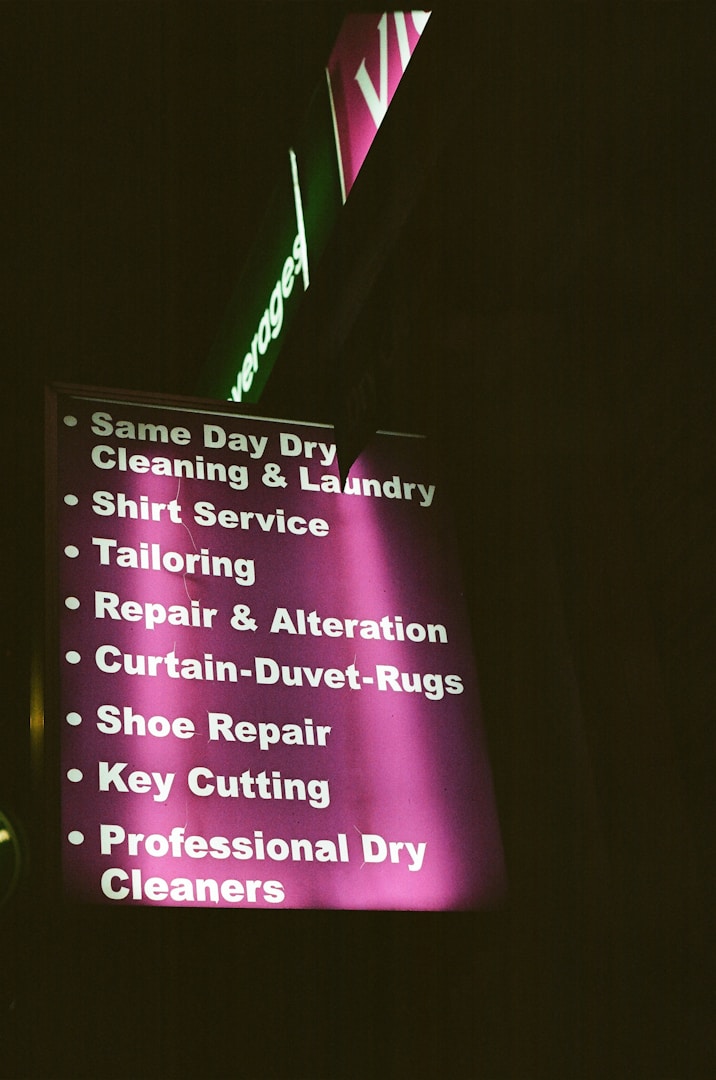 verages
• Same Day Dry
Cleaning & Laundry
• Shirt Service
• Tailoring
• Repair & Alteration
• Curtain-Duvet-Rugs
• Shoe Repair
• Key Cutting
• Professional Dry
Cleaners